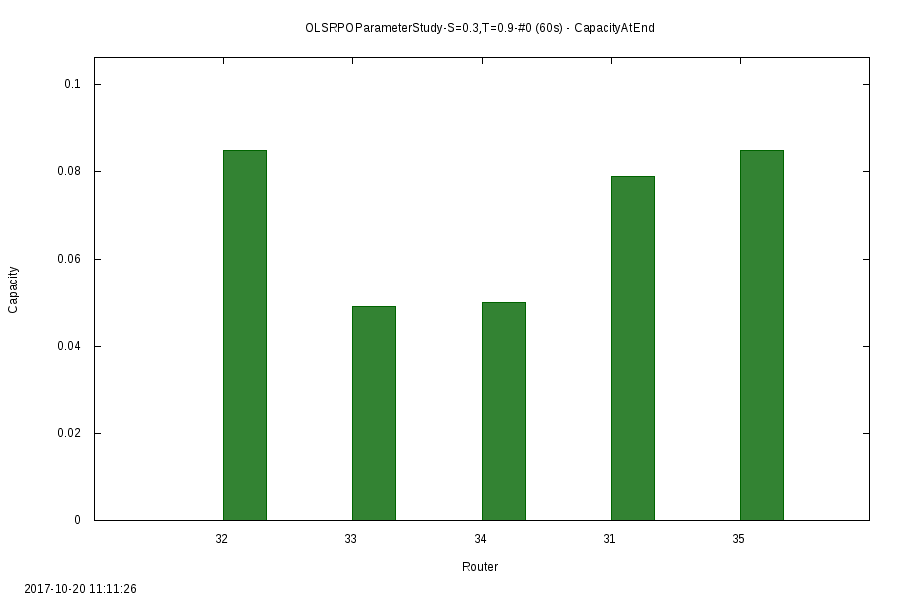 OLSRPOParameterStudy-S=0.3,T=0.9-#0 (60s) - CapacityAtEnd
0.1
0.08
0.06
0.04
0.02
0
Capacity
32 33 34 31 35
Router
2017-10-20 11:11:26